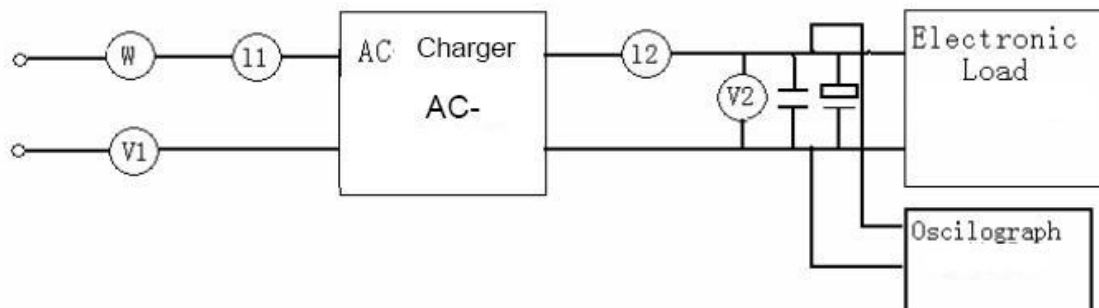 W
11
AC Charger
AC-
12
V2
Electronic
Load
V1
Oscilograph